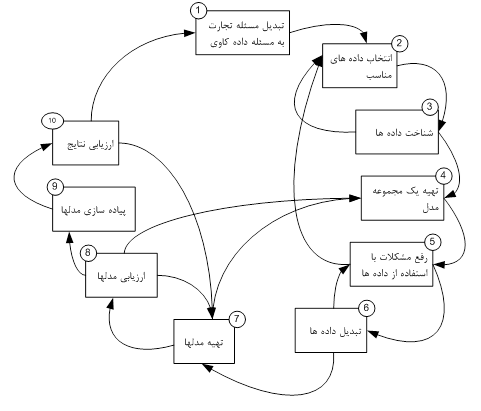 1
تبدیل مسئله تجارت
به مسئله داده کاوی
2
انتخاب داده های
مناسب
3
شناخت داده ها
4
تهیه یک مجموعه
مدل
5
رفع مشکلات با
استفاده از داده ها
6
تبدیل داده ها
7
تهیه مدلها
8
ارزیابی مدلها
9
پیاده سازی مدلها
10
ارزیابی نتایج